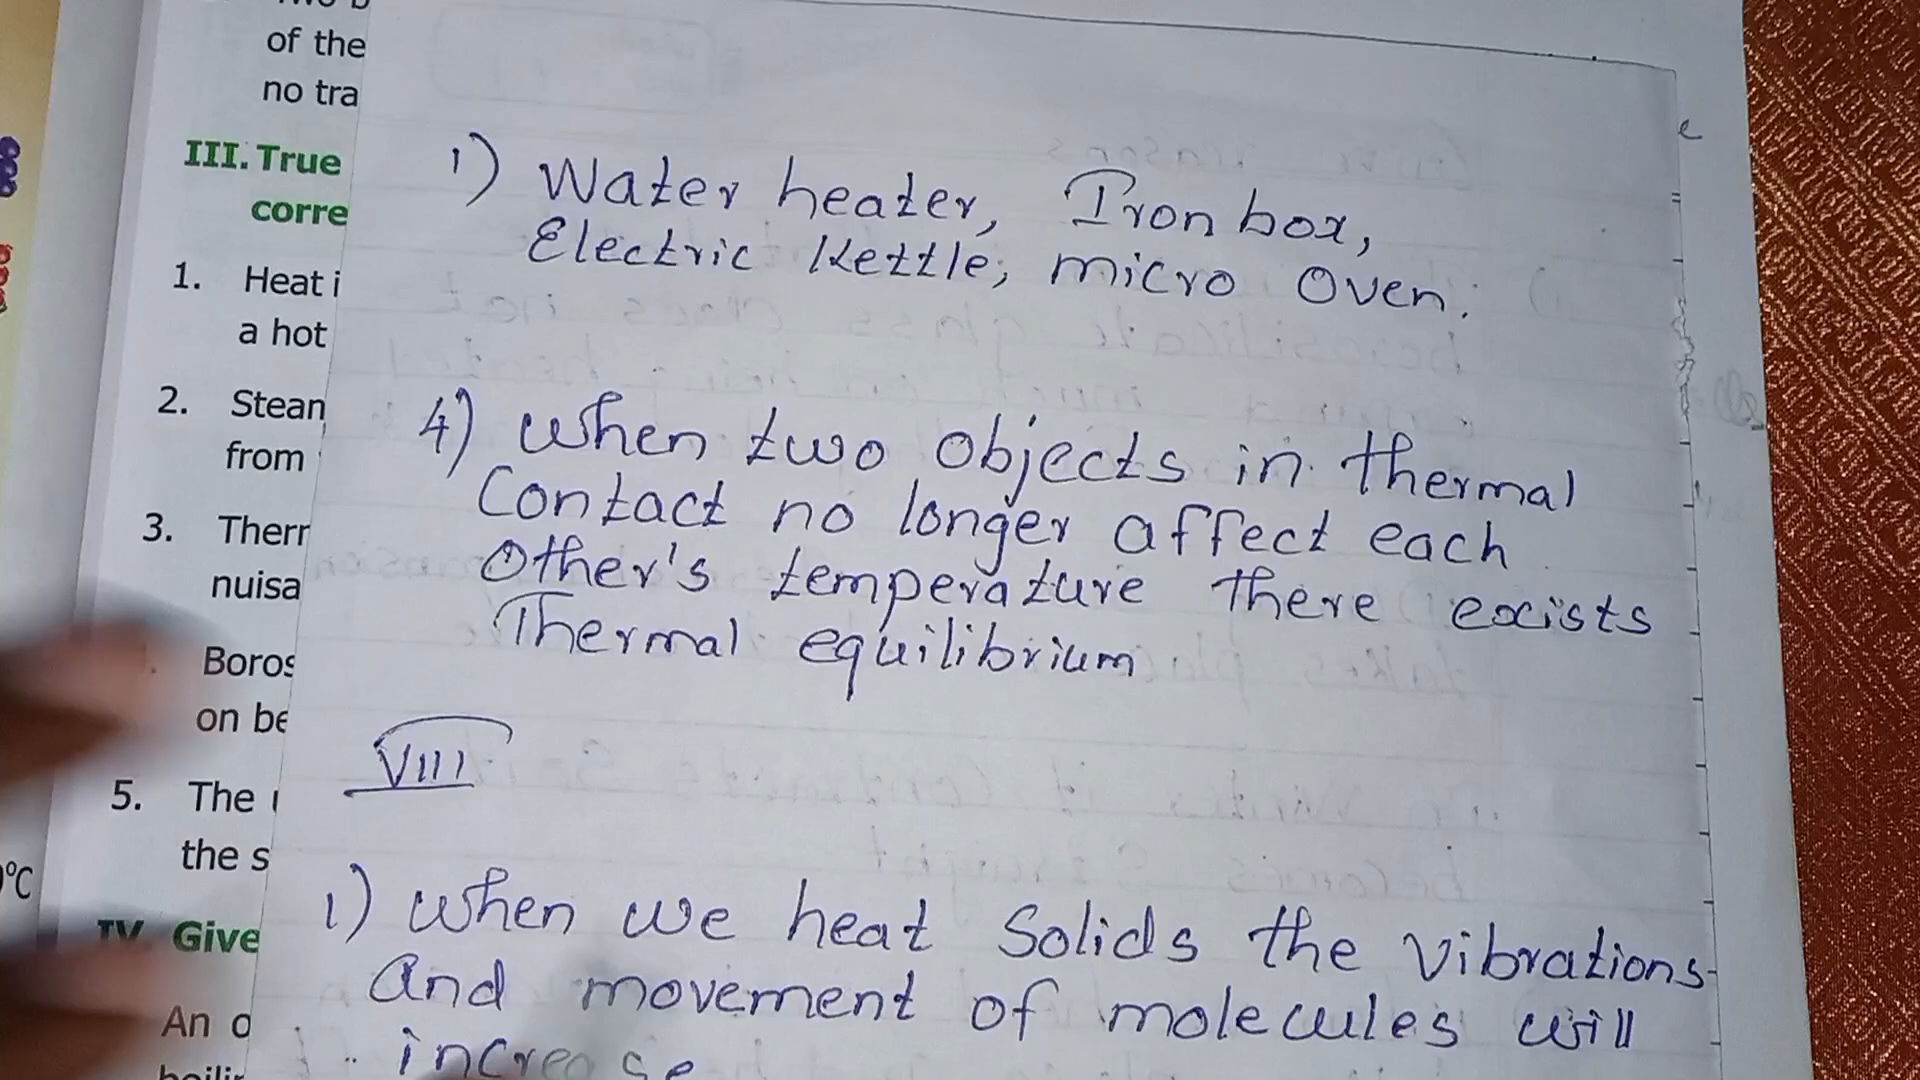 of the
no tra
III. True
corre
1. Heat i
a hot
2. Stean
from
3. Therr
nuisa
Boros
on be
5. The
the s
°C
IV. Give
An o
1) Water heater, Iron box,
Electric Kettle, micro Oven.
4) When two objects in thermal
Contact no longer affect each
Other's temperature there exists
Thermal equilibrium
VIII
1) When we heat Solids the Vibrations
And movement of molecules will
increase